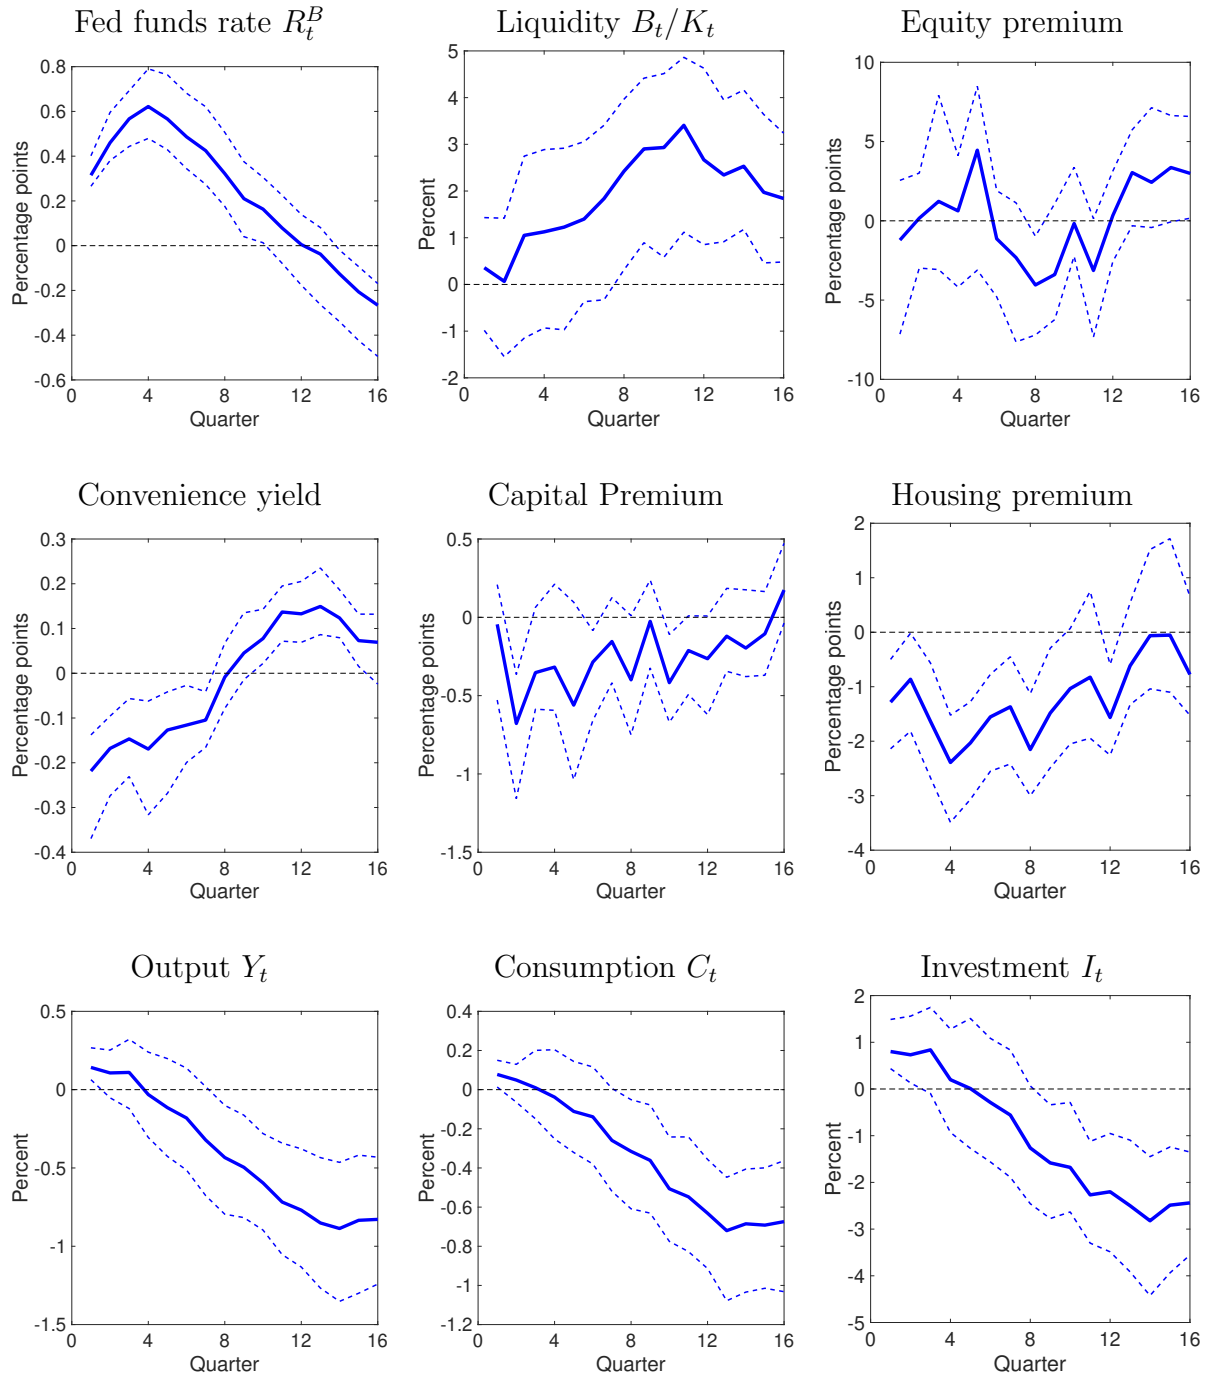 Fed funds rate $R_t^B$
Liquidity $B_t/K_t$
Equity premium
Percentage points
0.8
0.6
0.4
0.2
0
-0.2
-0.4
-0.6
0 4 8 12 16
Quarter
Percent
5
4
3
2
1
0
-1
-2
0 4 8 12 16
Quarter
Percentage points
10
5
0
-5
-10
0 4 8 12 16
Quarter
Convenience yield
Capital Premium
Housing premium
Percentage points
0.3
0.2
0.1
0
-0.1
-0.2
-0.3
-0.4
0 4 8 12 16
Quarter
Percentage points
0.5
0
-0.5
-1
-1.5
0 4 8 12 16
Quarter
Percentage points
2
1
0
-1
-2
-3
-4
0 4 8 12 16
Quarter
Output $Y_t$
Consumption $C_t$
Investment $I_t$
Percent
0.5
0
-0.5
-1
-1.5
0 4 8 12 16
Quarter
Percent
0.4
0.2
0
-0.2
-0.4
-0.6
-0.8
-1
-1.2
0 4 8 12 16
Quarter
Percent
2
1
0
-1
-2
-3
-4
-5
0 4 8 12 16
Quarter